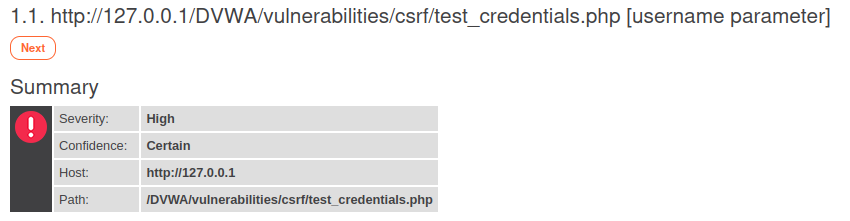 1.1. http://127.0.0.1/DVWA/vulnerabilities/csrf/test_credentials.php [username parameter]
Next
Summary
Severity: High
Confidence: Certain
Host: http://127.0.0.1
Path: /DVWA/vulnerabilities/csrf/test_credentials.php